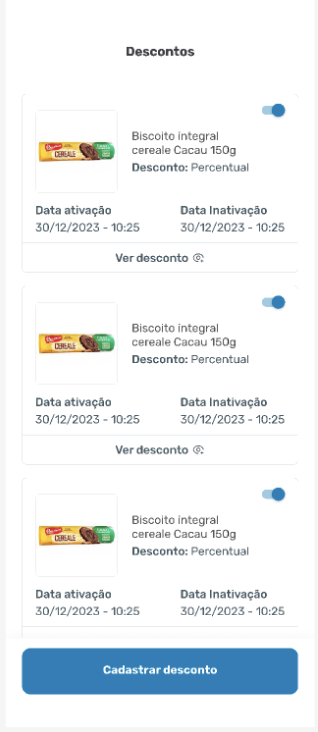 Descontos
Biscoito integral
cereale Cacau 150g
Desconto: Percentual
CEREALE
Data ativação
Data Inativação
30/12/2023 - 10:25
30/12/2023 - 10:25
Ver desconto
Biscoito integral
cereale Cacau 150g
Desconto: Percentual
CEREALE
Data ativação
Data Inativação
30/12/2023 - 10:25
30/12/2023 - 10:25
Ver desconto
Biscoito integral
cereale Cacau 150g
Desconto: Percentual
CEREALE
Data ativação
Data Inativação
30/12/2023 - 10:25
30/12/2023 - 10:25
Cadastrar desconto